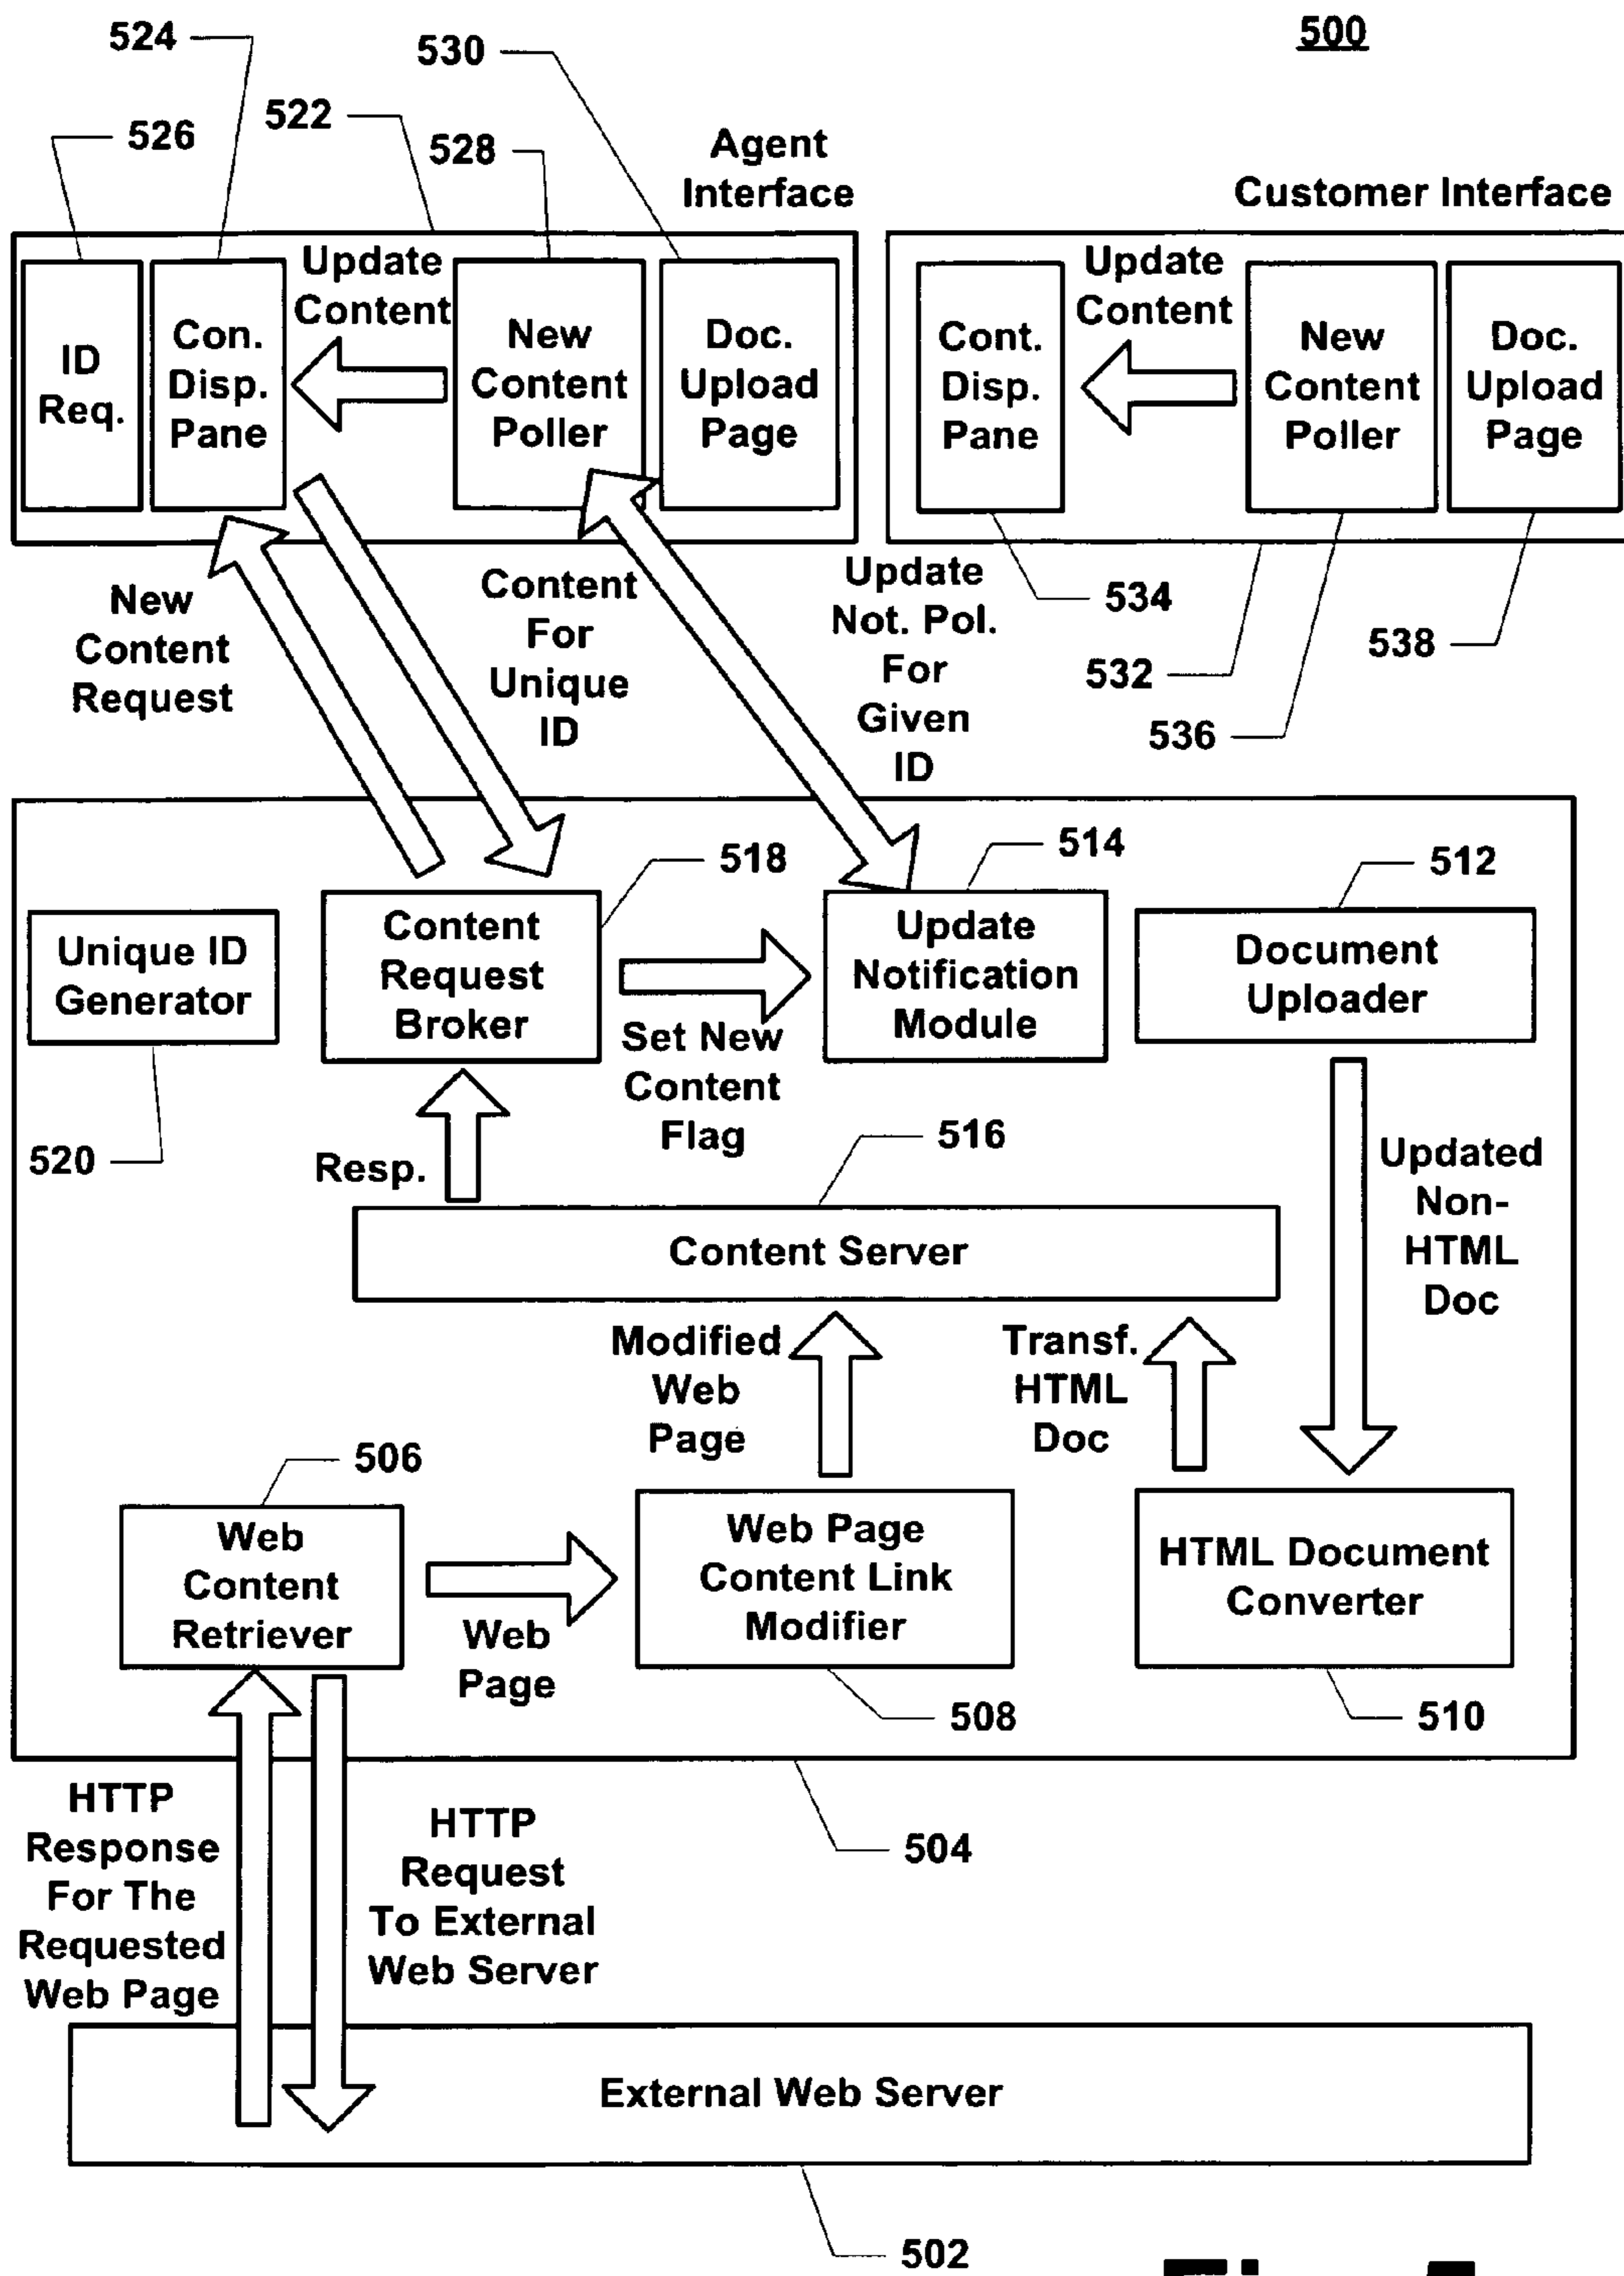 500
524
530
526
522
528
Agent
Interface
Customer Interface
ID
Req.
Con.
Disp.
Pane
Update
Content
New
Content
Poller
Doc.
Upload
Page
Cont.
Disp.
Pane
Update
Content
New
Content
Poller
Doc.
Upload
Page
New
Content
Request
Content
For
Unique
ID
Update
Not. Pol.
For
Given
ID
534
532
536
538
518
514
512
Unique ID
Generator
520
Content
Request
Broker
Set New
Content
Flag
Update
Notification
Module
Document
Uploader
Resp.
516
Content Server
Updated
Non-
HTML
Doc
Modified
Web
Page
Transf.
HTML
Doc
506
Web
Content
Retriever
Web
Page
Web Page
Content Link
Modifier
508
HTML Document
Converter
510
504
HTTP
Response
For The
Requested
Web Page
HTTP
Request
To External
Web Server
External Web Server
502